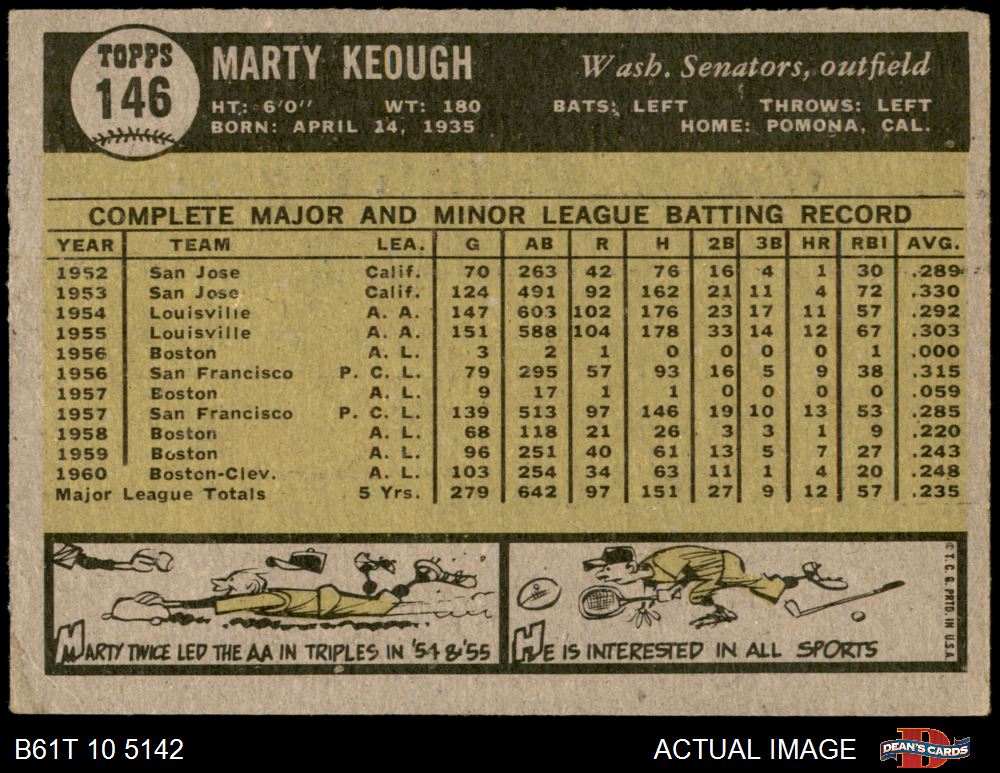 TOPPS
146
MARTY KEOUGH
Wash. Senators, outfield
HT: 6'0" WT: 180 BATS: LEFT THROWS: LEFT
BORN: APRIL 14, 1935 HOME: POMONA, CAL.
COMPLETE MAJOR AND MINOR LEAGUE BATTING RECORD
YEAR TEAM LEA. G AB R H 2B 3B HR RBI AVG.
1952 San Jose Calif. 70 263 42 76 16 4 1 30 .289
1953 San Jose Calif. 124 491 92 162 21 11 4 72 .330
1954 Louisville A. A. 147 603 102 176 23 17 11 57 .292
1955 Louisville A. A. 151 588 104 178 33 14 12 67 .303
1956 Boston A. L. 3 2 1 0 0 0 0 1 .000
1956 San Francisco P. C. L. 79 295 57 93 16 5 9 38 .315
1957 Boston A. L. 9 17 1 1 0 0 0 0 .059
1957 San Francisco P. C. L. 139 513 97 146 19 10 13 53 .285
1958 Boston A. L. 68 118 21 26 3 3 1 9 .220
1959 Boston A. L. 96 251 40 61 13 5 7 27 .243
1960 Boston-Clev. A. L. 103 254 34 63 11 1 4 20 .248
Major League Totals 5 Yrs. 279 642 97 151 27 9 12 57 .235
MARTY TWICE LED THE AA IN TRIPLES IN '54 & '55
HE IS INTERESTED IN ALL SPORTS
© T. C. G. PRTD. IN U.S.A.
B61T 10 5142
ACTUAL IMAGE
DEAN'S CARDS